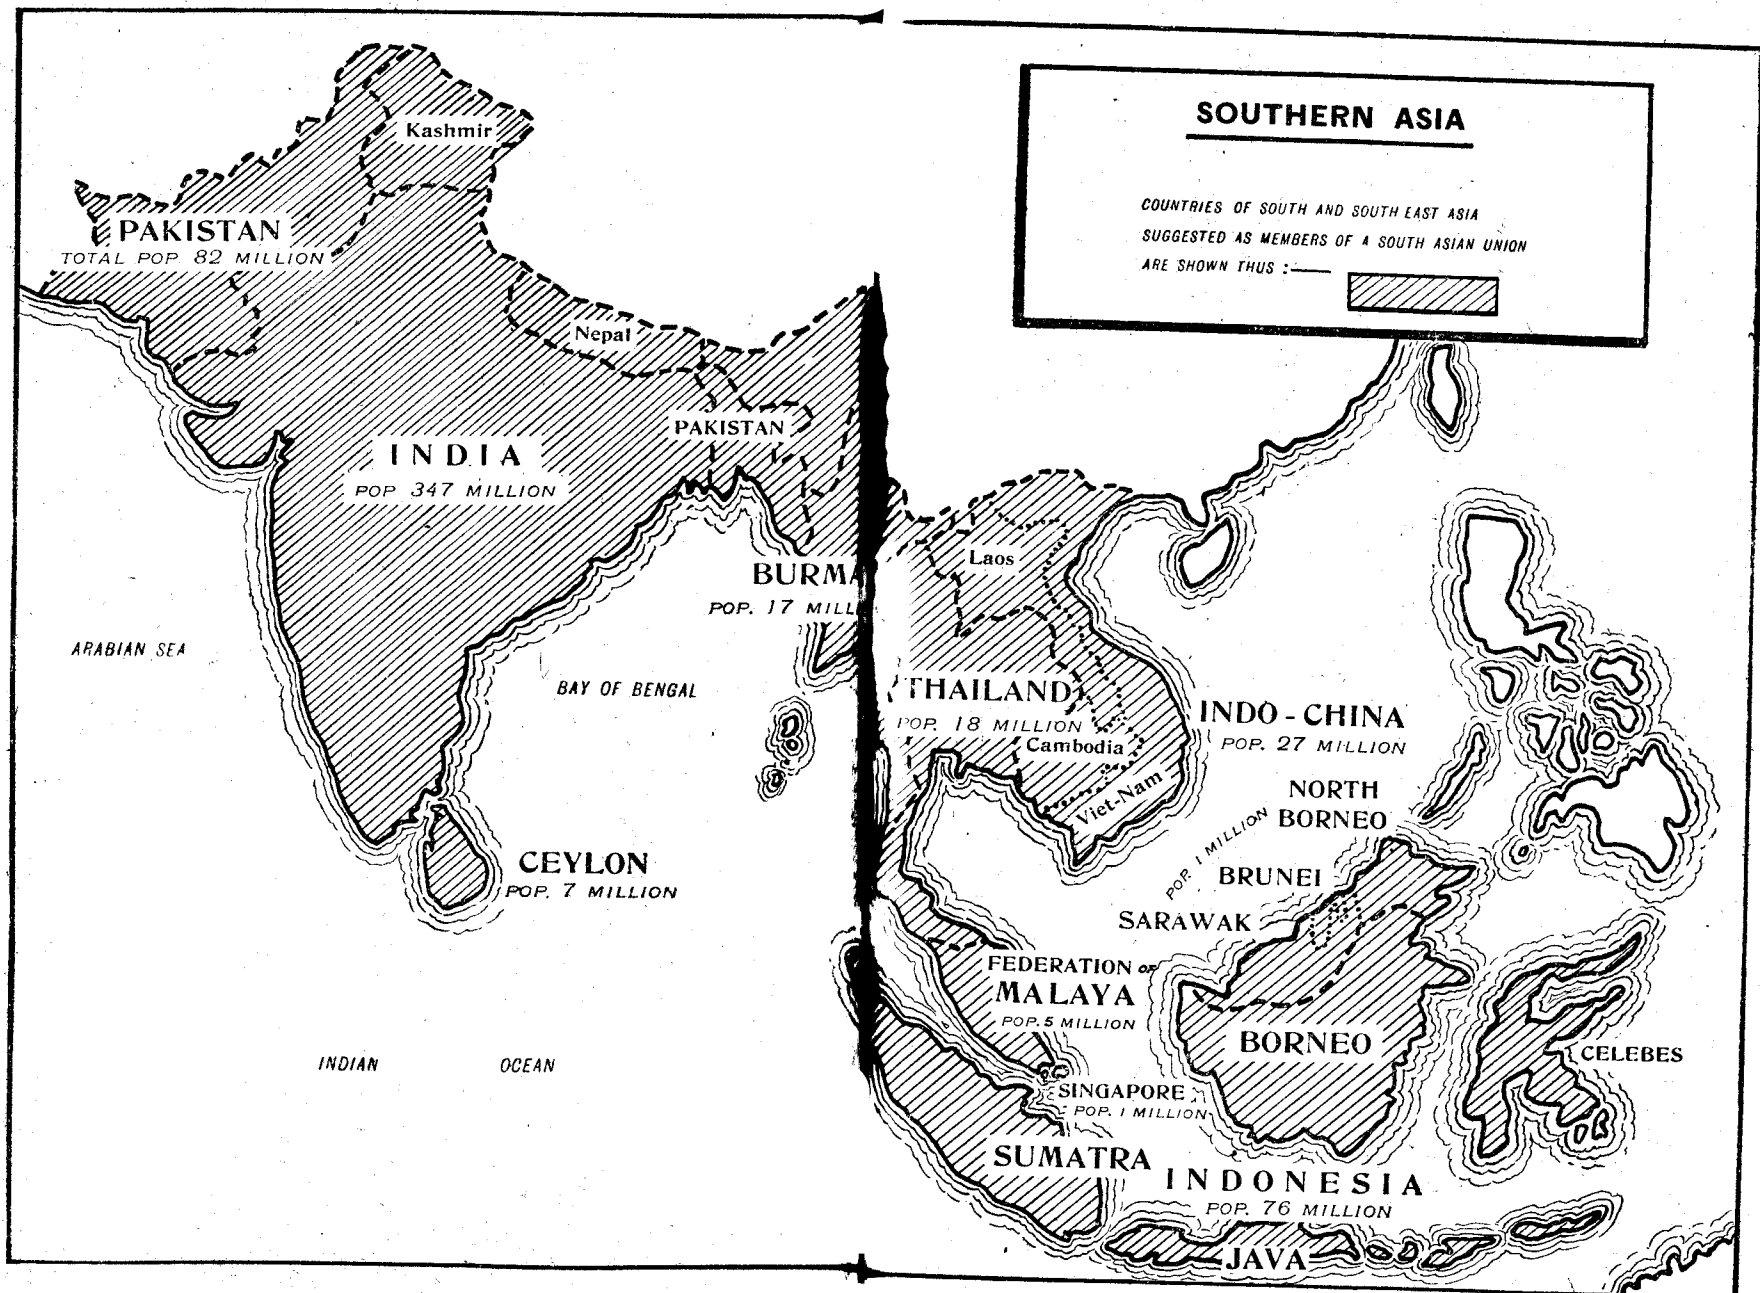 SOUTHERN ASIA
COUNTRIES OF SOUTH AND SOUTH EAST ASIA
SUGGESTED AS MEMBERS OF A SOUTH ASIAN UNION
ARE SHOWN THUS :—
Kashmir
PAKISTAN
TOTAL POP 82 MILLION
Nepal
PAKISTAN
INDIA
POP 347 MILLION
BURMA
POP. 17 MILL
Laos
ARABIAN SEA
BAY OF BENGAL
THAILAND
POP. 18 MILLION
Cambodia
Viet-Nam
INDO-CHINA
POP. 27 MILLION
NORTH
BORNEO
POP. 1 MILLION
BRUNEI
SARAWAK
CEYLON
POP. 7 MILLION
FEDERATION OF
MALAYA
POP. 5 MILLION
BORNEO
CELEBES
INDIAN OCEAN
SINGAPORE
POP. 1 MILLION
SUMATRA
INDONESIA
POP. 76 MILLION
JAVA